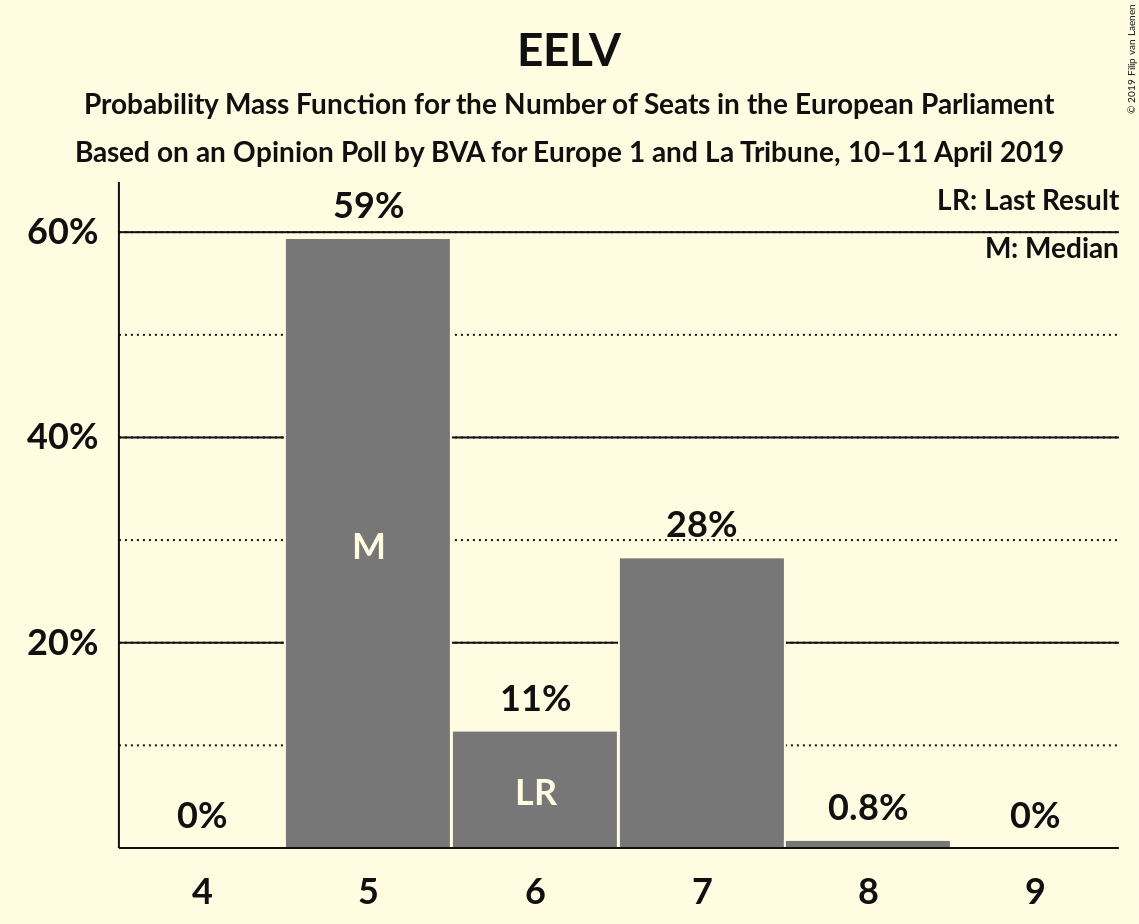 EELV
Probability Mass Function for the Number of Seats in the European Parliament
Based on an Opinion Poll by BVA for Europe 1 and La Tribune, 10–11 April 2019
© 2019 Filip van Laenen
LR: Last Result
M: Median
60%
40%
20%
0%
59%
M
11%
LR
28%
0.8%
0%
4 5 6 7 8 9